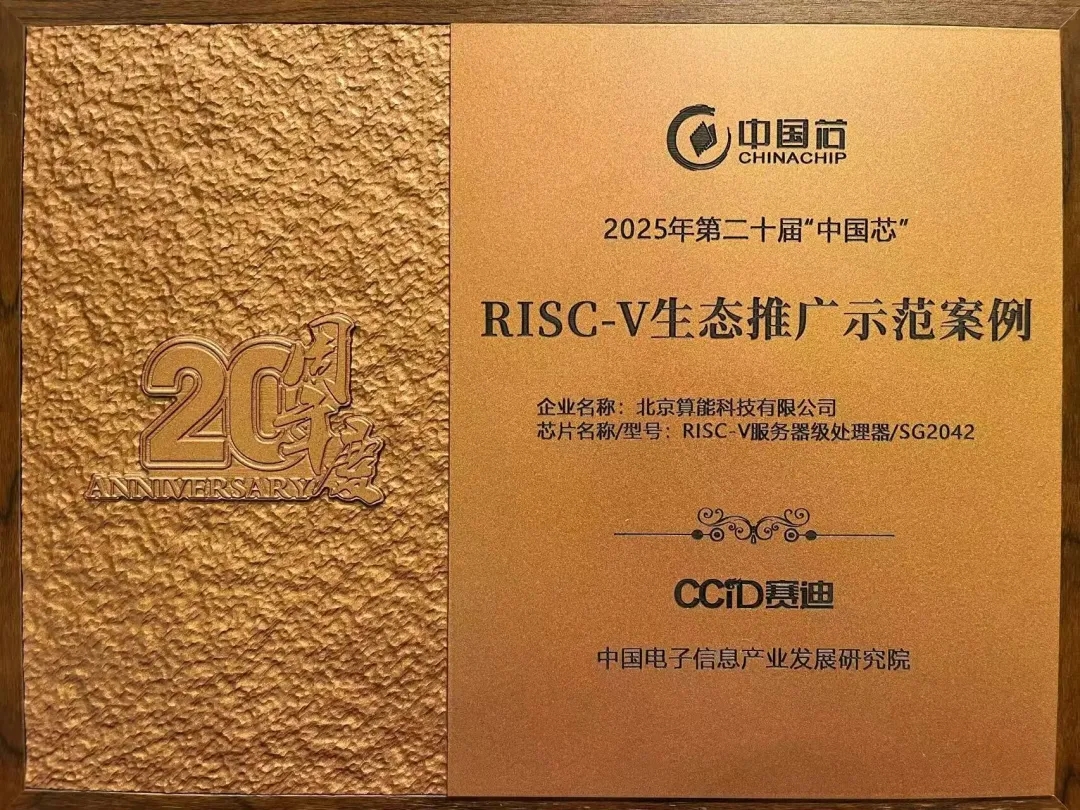 20周年度
ANNIVERSARY
中国芯
CHINACHIP
2025年第二十届“中国芯”
RISC-V生态推广示范案例
企业名称：北京算能科技有限公司
芯片名称/型号：RISC-V服务器级处理器/SG2042
CCID赛迪
中国电子信息产业发展研究院